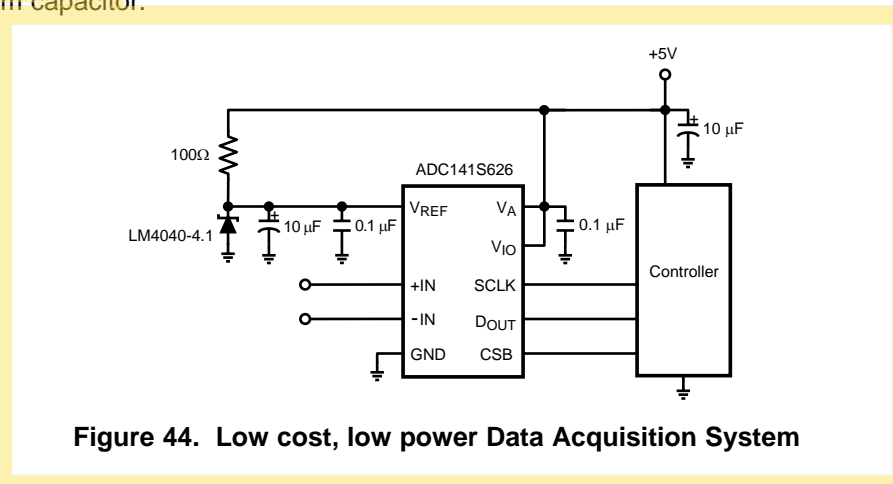 capacitor.
+5V
10 μF
100Ω
ADC141S626
VREF
VA
10 μF
0.1 μF
0.1 μF
LM4040-4.1
VIO
Controller
+IN
SCLK
-IN
DOUT
GND
CSB
Figure 44. Low cost, low power Data Acquisition System